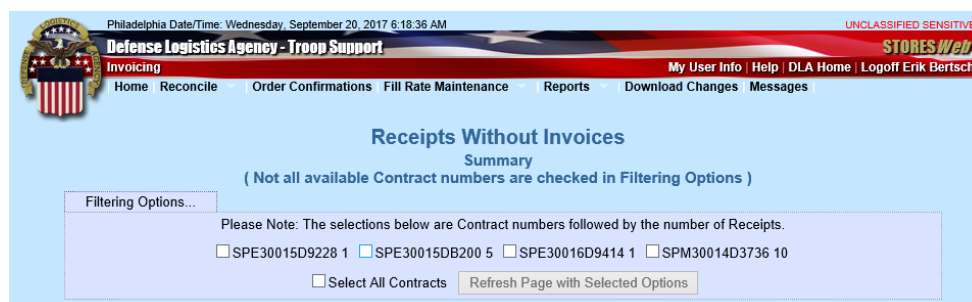 Philadelphia Date/Time: Wednesday, September 20, 2017 6:18:36 AM UNCLASSIFIED SENSITIVE
Defense Logistics Agency - Troop Support STORES Web
Invoicing My User Info | Help | DLA Home | Logoff Erik Bertsch
Home Reconcile Order Confirmations Fill Rate Maintenance Reports Download Changes Messages
Receipts Without Invoices
Summary
( Not all available Contract numbers are checked in Filtering Options )
Filtering Options...
Please Note: The selections below are Contract numbers followed by the number of Receipts.
SPE30015D9228 1 SPE30015DB200 5 SPE30016D9414 1 SPM30014D3736 10
Select All Contracts Refresh Page with Selected Options